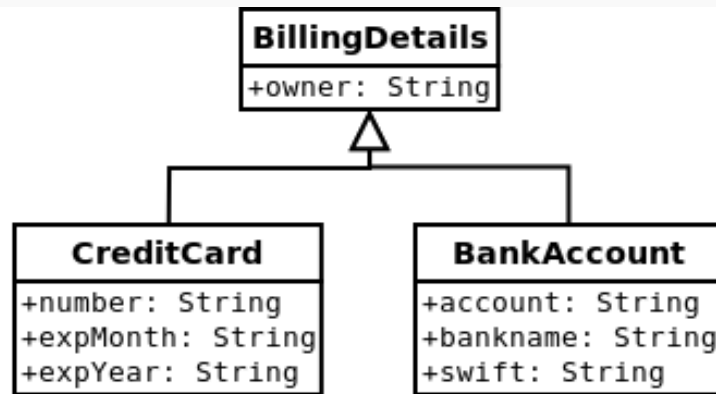 BillingDetails
+owner: String
CreditCard
+number: String
+expMonth: String
+expYear: String
BankAccount
+account: String
+bankname: String
+swift: String